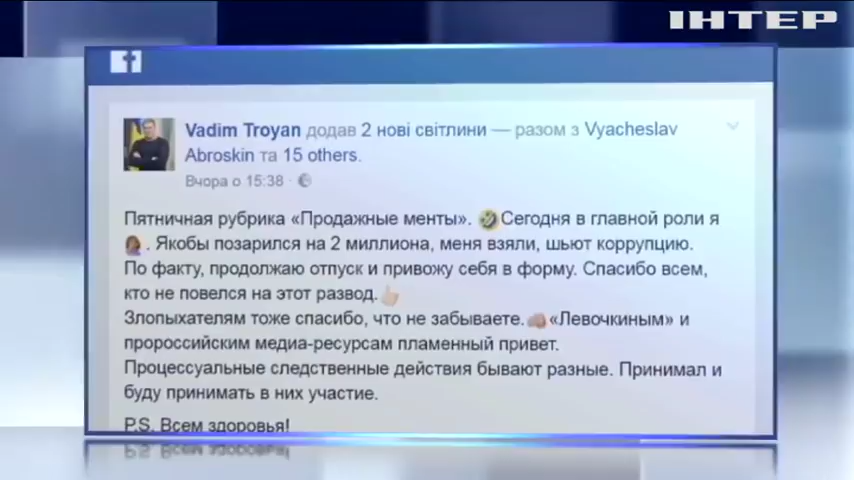 ІНТЕР
f
Vadim Troyan додав 2 нові світлини — разом з Vyacheslav
Abroskin та 15 others.
Вчора о 15:38 ·
Пятничная рубрика «Продажные менты». 🤣Сегодня в главной роли я
🤦🏽‍♀️. Якобы позарился на 2 миллиона, меня взяли, шьют коррупцию.
По факту, продолжаю отпуск и привожу себя в форму. Спасибо всем,
кто не повелся на этот развод.👍🏻
Злопыхателям тоже спасибо, что не забываете. «Левочкиным» и
пророссийским медиа-ресурсам пламенный привет.
Процессуальные следственные действия бывают разные. Принимал и
буду принимать в них участие.
P.S. Всем здоровья!